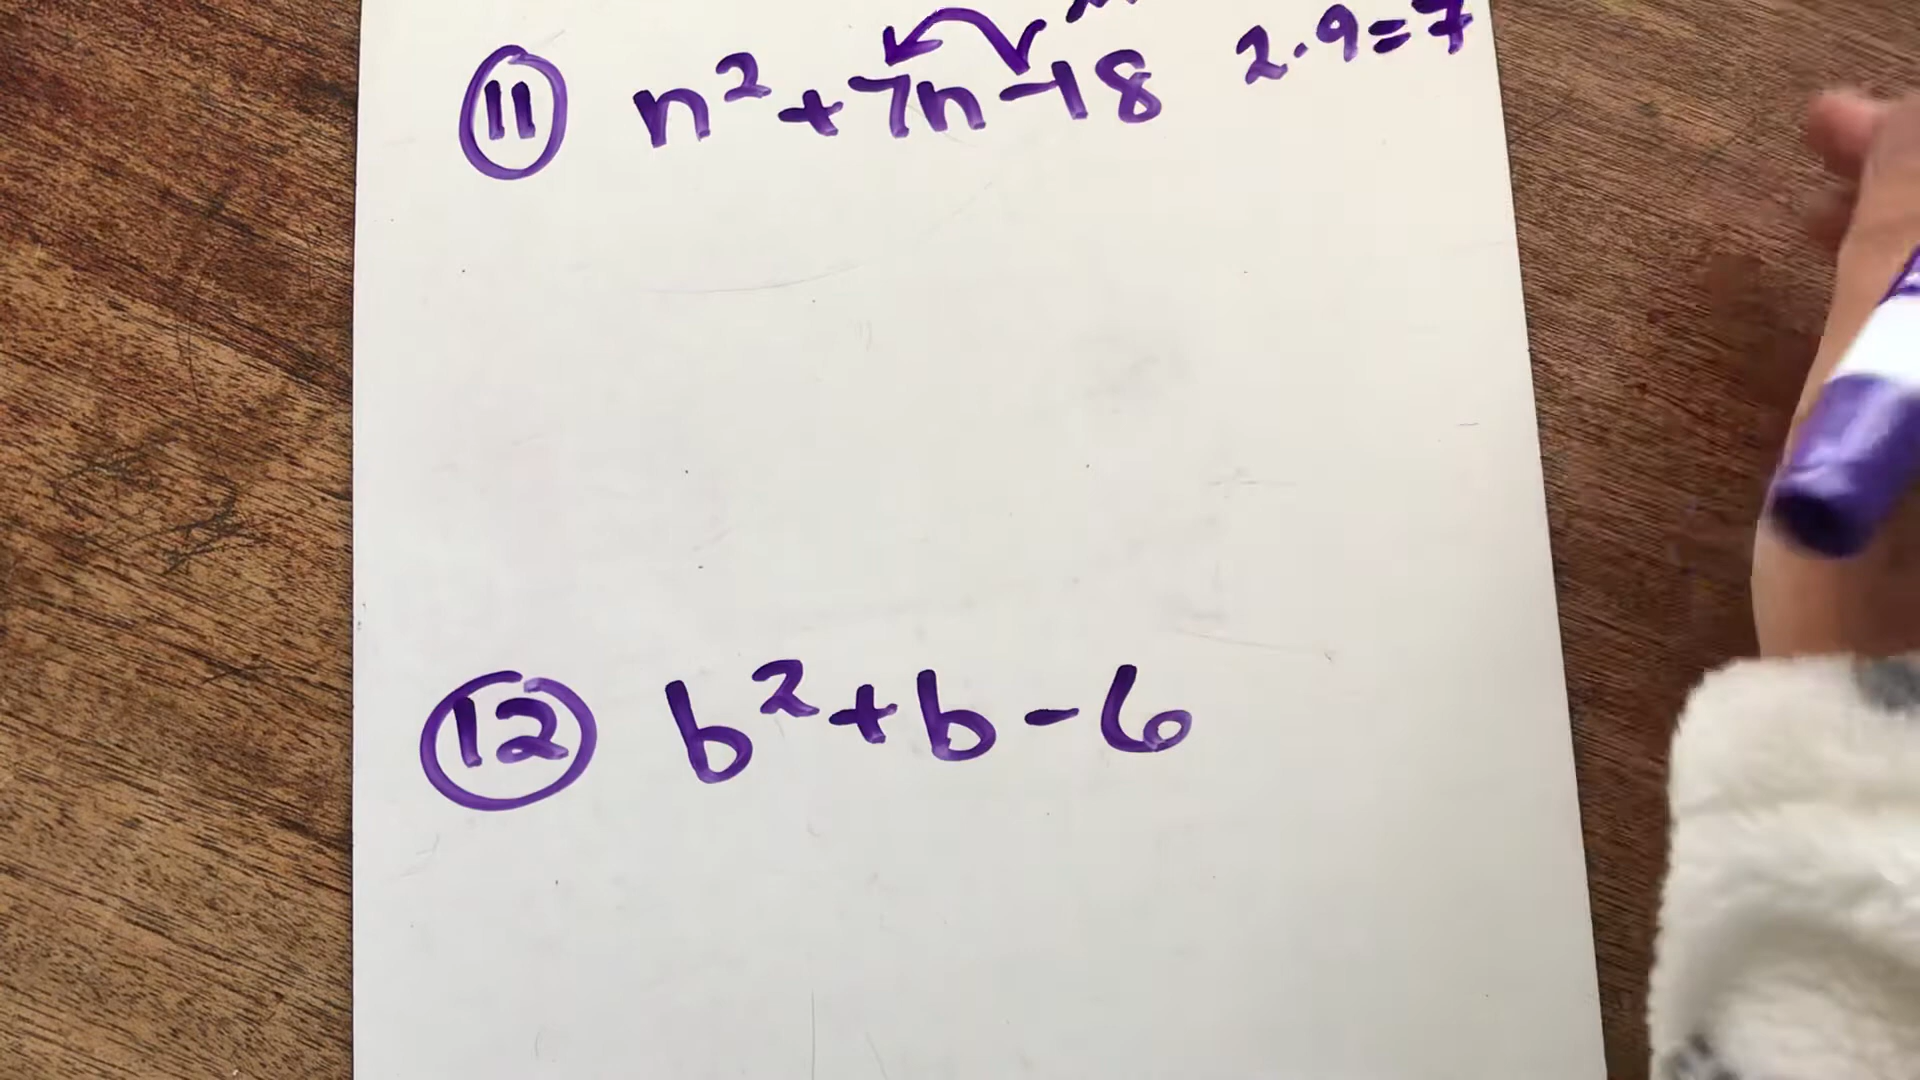 11 n² + 7n - 18 2·9=7
12 b² + b - 6